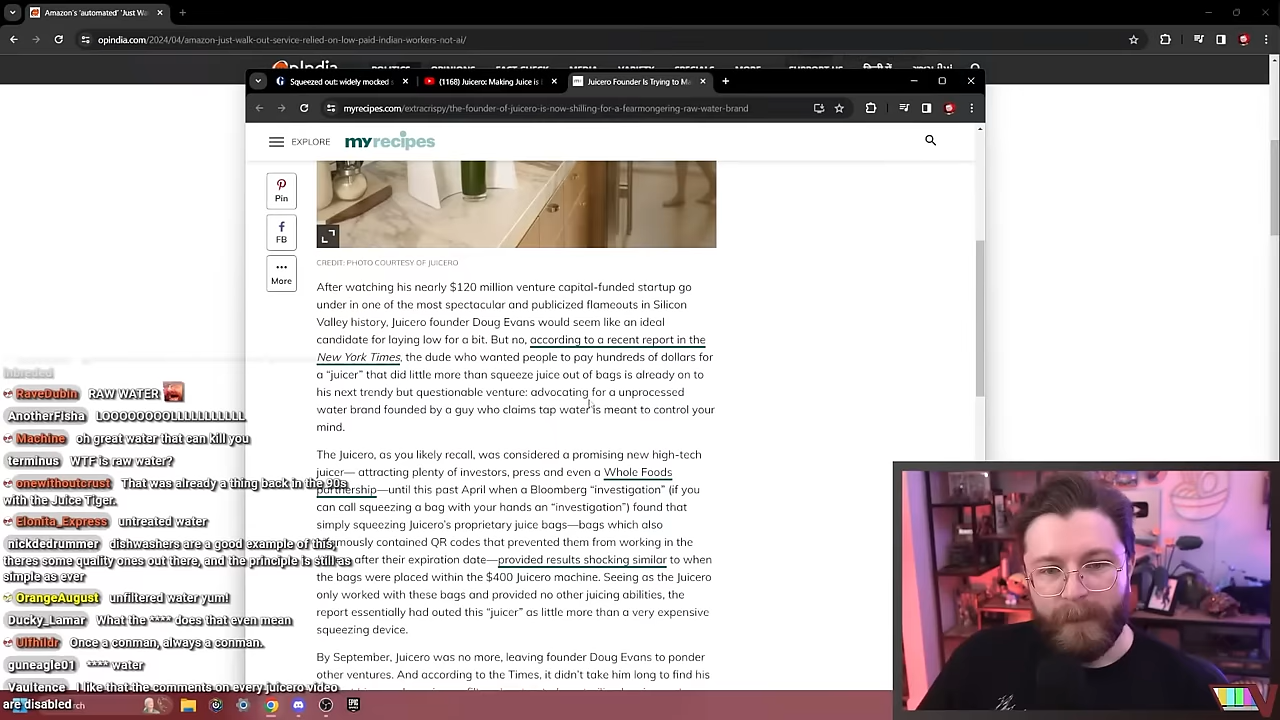 Amazon's "automated" 'Just Wa
opindia.com/2024/04/amazon-just-walk-out-service-relied-on-low-paid-indian-workers-not-ai/
OpIndia
Squeezed out: widely mocked s
(1168) Juicero: Making Juice is
Juicero Founder Is Trying to Ma
myrecipes.com/extracrispy/the-founder-of-juicero-is-now-shilling-for-a-fearmongering-raw-water-brand
EXPLORE
myrecipes
Pin
FB
More
CREDIT: PHOTO COURTESY OF JUICERO
After watching his nearly $120 million venture capital-funded startup go
under in one of the most spectacular and publicized flameouts in Silicon
Valley history, Juicero founder Doug Evans would seem like an ideal
candidate for laying low for a bit. But no, according to a recent report in the
New York Times, the dude who wanted people to pay hundreds of dollars for
a "juicer" that did little more than squeeze juice out of bags is already on to
his next trendy but questionable venture: advocating for a unprocessed
water brand founded by a guy who claims tap water is meant to control your
mind.
The Juicero, as you likely recall, was considered a promising new high-tech
juicer— attracting plenty of investors, press and even a Whole Foods
partnership—until this past April when a Bloomberg "investigation" (if you
can call squeezing a bag with your hands an "investigation") found that
simply squeezing Juicero's proprietary juice bags—bags which also
contained QR codes that prevented them from working in the
after their expiration date—provided results shocking similar to when
the bags were placed within the $400 Juicero machine. Seeing as the Juicero
only worked with these bags and provided no other juicing abilities, the
report essentially had outed this "juicer" as little more than a very expensive
squeezing device.
By September, Juicero was no more, leaving founder Doug Evans to ponder
other ventures. And according to the Times, it didn't take him long to find his
inbreded
RaveDubin RAW WATER
AnotherFisha LOOOOOOOOLLLLLLLLLLL
Machine oh great water that can kill you
terminus WTF is raw water?
onewithoutcrust That was already a thing back in the 90s
with the Juice Tiger.
Elonita_Express untreated water
nickdedrummer dishwashers are a good example of this,
theres some quality ones out there, and the principle is still as
simple as ever
OrangeAugust unfiltered water yum!
Ducky_Lamar What the **** does that even mean
Ulfhildr Once a conman, always a conman.
guneagle01 **** water
Vaultence I like that the comments on every juicero video
are disabled